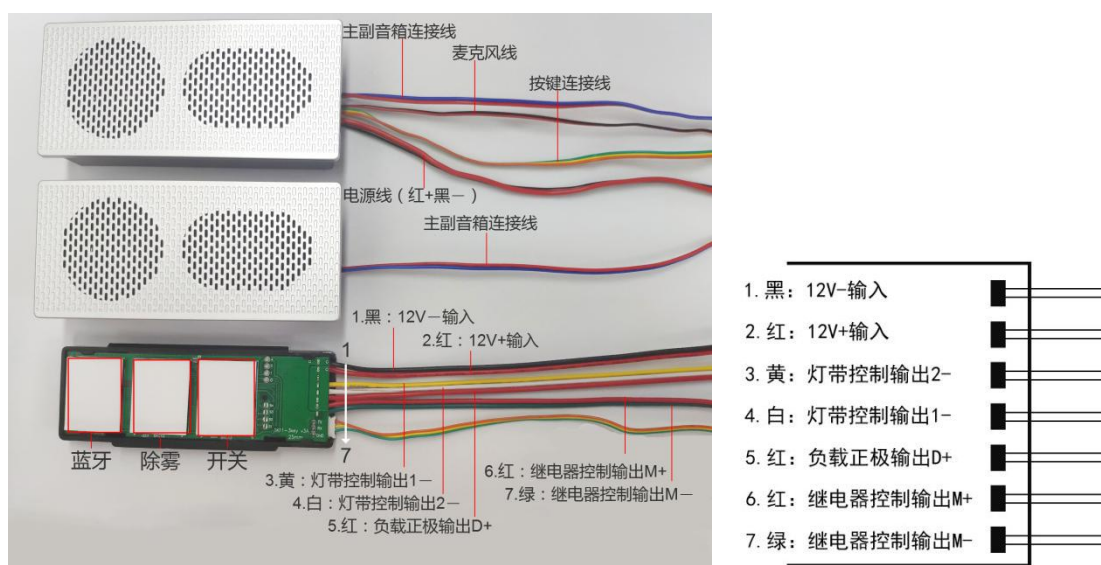 主副音箱连接线
麦克风线
按键连接线
电源线（红+黑－）
主副音箱连接线
1.黑：12V－输入
2.红：12V+输入
1
7
蓝牙 除雾 开关
3.黄：灯带控制输出1－
4.白：灯带控制输出2－
5.红：负载正极输出D+
6.红：继电器控制输出M+
7.绿：继电器控制输出M－
1. 黑：12V-输入
2. 红：12V+输入
3. 黄：灯带控制输出2-
4. 白：灯带控制输出1-
5. 红：负载正极输出D+
6. 红：继电器控制输出M+
7. 绿：继电器控制输出M-